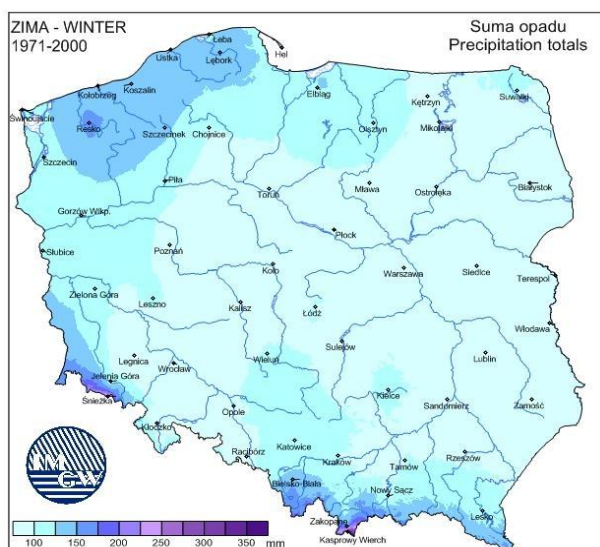 ZIMA - WINTER
1971-2000
Suma opadu
Precipitation totals
Łeba
Ustka
Lębork
Hel
Kołobrzeg
Koszalin
Elbląg
Kętrzyn
Suwałki
Świnoujście
Resko
Szczecinek
Chojnice
Olsztyn
Mikołajki
Szczecin
Piła
Toruń
Mława
Ostrołęka
Białystok
Gorzów Wlkp.
Płock
Słubice
Poznań
Koło
Warszawa
Siedlce
Terespol
Zielona Góra
Leszno
Kalisz
Łódź
Włodawa
Legnica
Wrocław
Wieluń
Sulejów
Lublin
Jelenia Góra
Śnieżka
Kielce
Opole
Sandomierz
Zamość
Kłodzko
Racibórz
Katowice
Kraków
Tarnów
Rzeszów
Bielsko-Biała
Nowy Sącz
Lesko
Zakopane
Kasprowy Wierch
IM
GW
100 150 200 250 300 350 mm